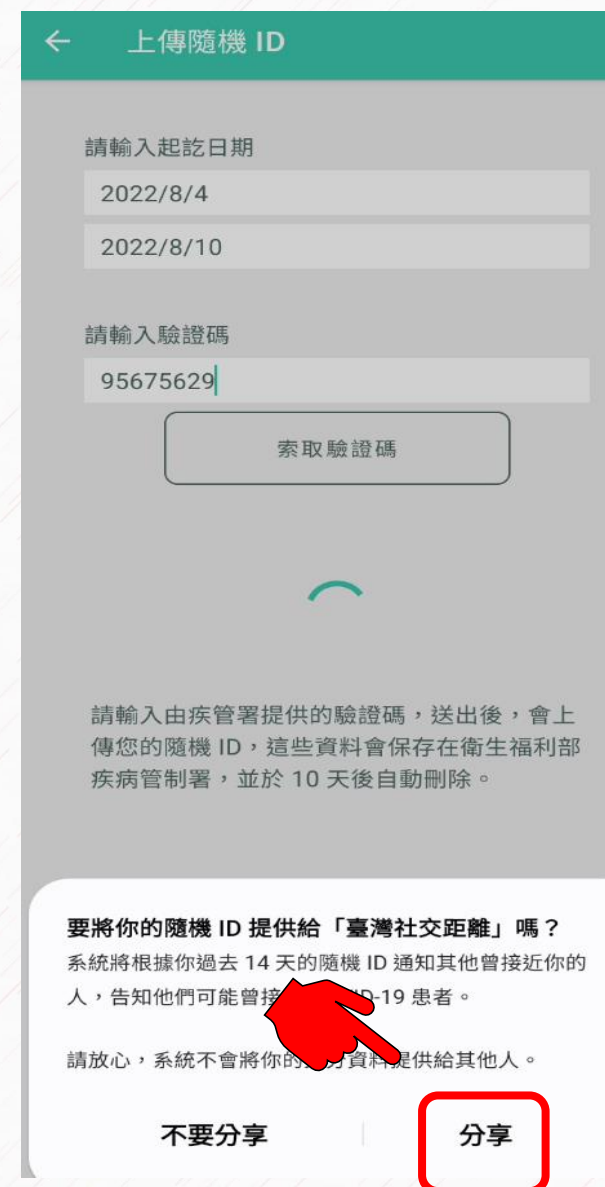 ← 上傳隨機 ID
請輸入起訖日期
2022/8/4
2022/8/10
請輸入驗證碼
95675629
索取驗證碼
請輸入由疾管署提供的驗證碼，送出後，會上
傳您的隨機 ID，這些資料會保存在衛生福利部
疾病管制署，並於 10 天後自動刪除。
要將你的隨機 ID 提供給「臺灣社交距離」嗎？
系統將根據你過去 14 天的隨機 ID 通知其他曾接近你的
人，告知他們可能曾接 ID-19 患者。
請放心，系統不會將你的 資料提供給其他人。
不要分享 分享